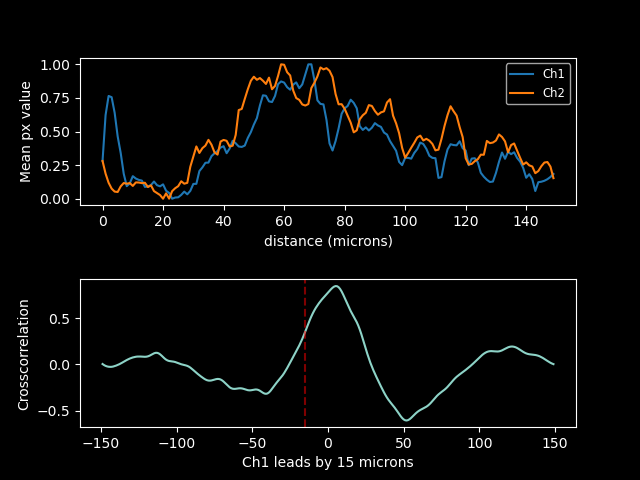 1.00
0.75
0.50
0.25
0.00
Mean px value
Ch1
Ch2
0 20 40 60 80 100 120 140
distance (microns)
0.5
0.0
−0.5
Crosscorrelation
−150 −100 −50 0 50 100 150
Ch1 leads by 15 microns